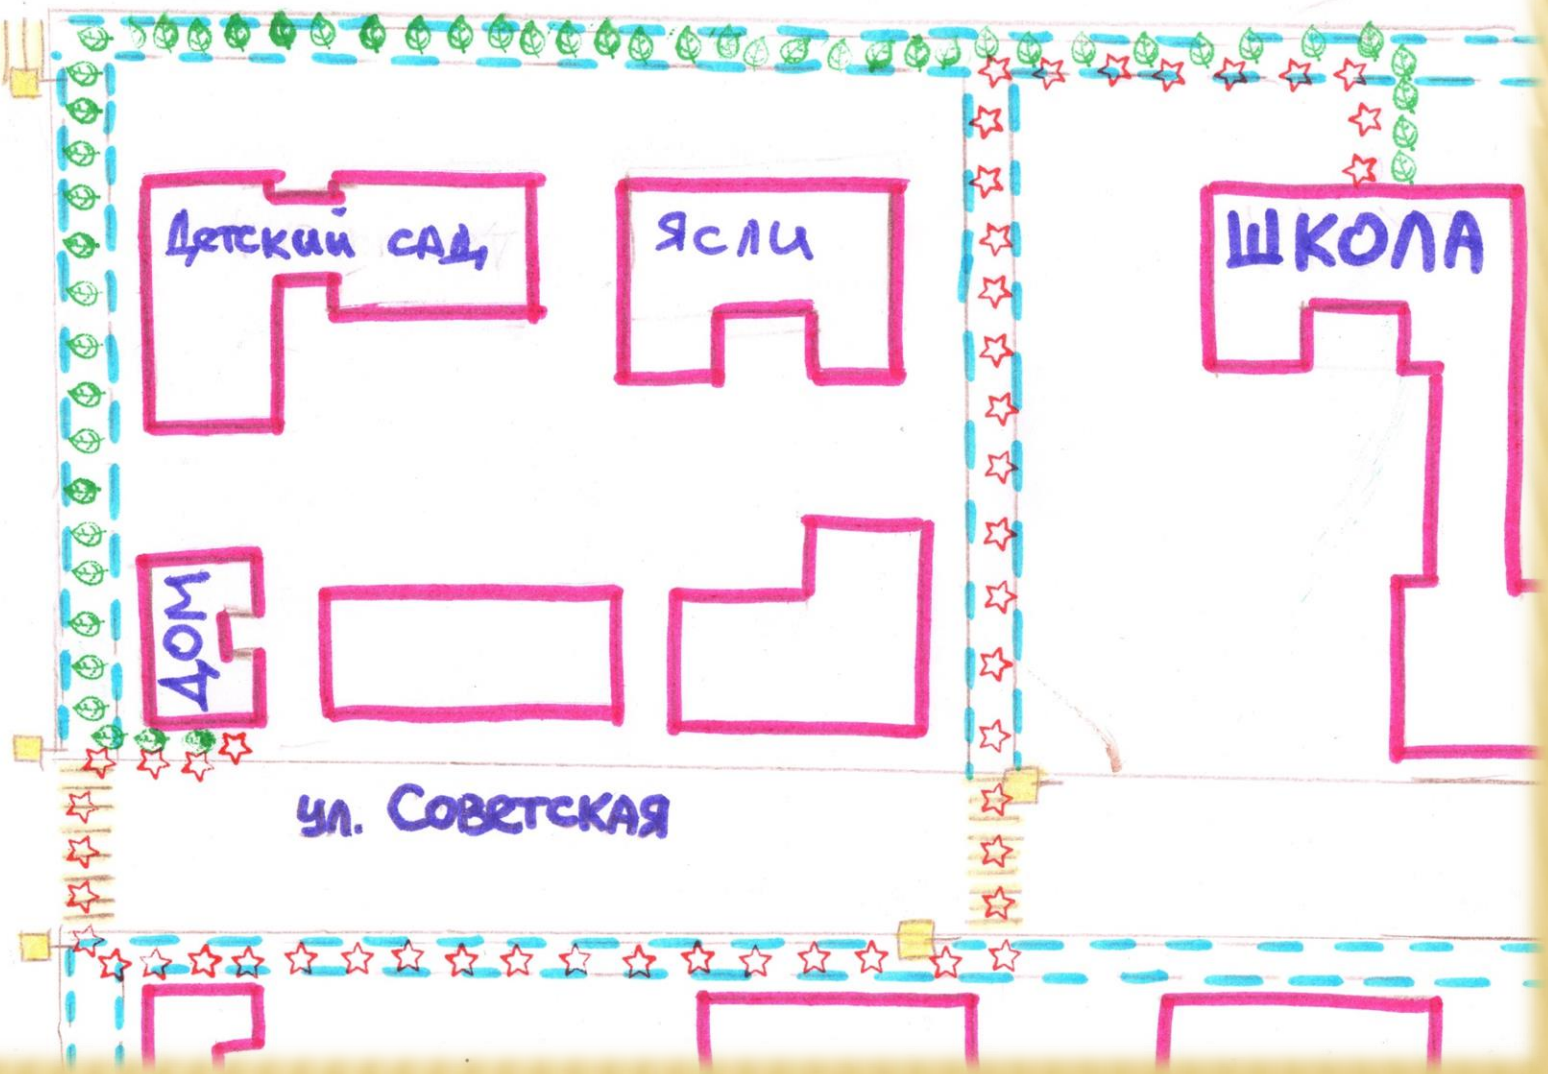 Детский сад
Ясли
ШКОЛА
ДОМ
ул. Советская